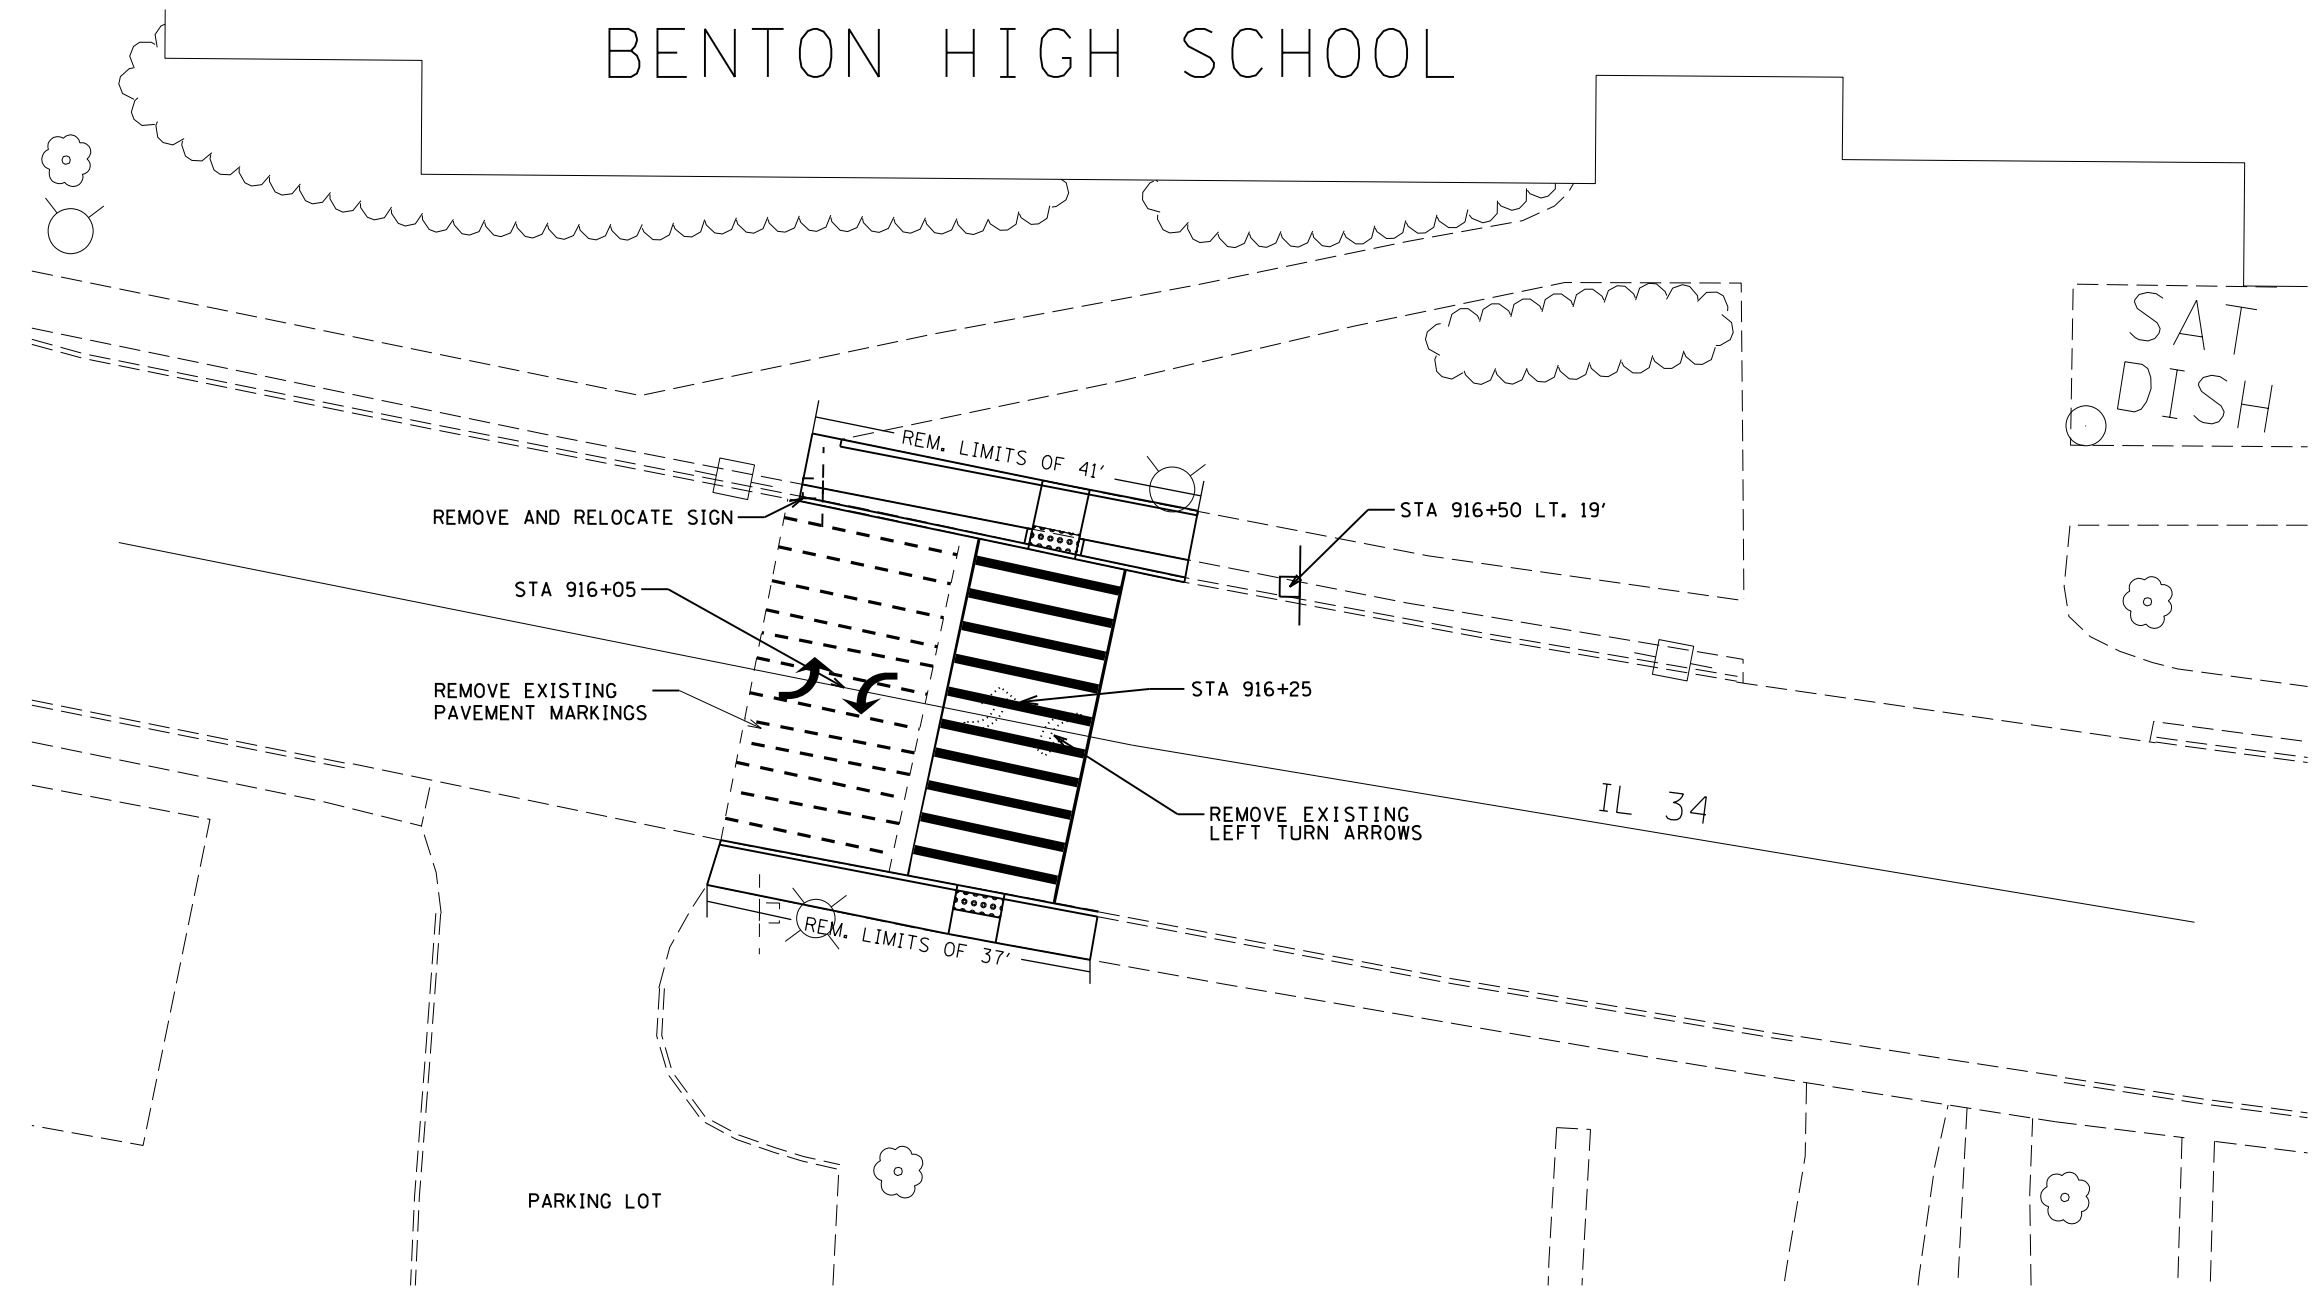 BENTON HIGH SCHOOL
SAT
DISH
REM. LIMITS OF 41'
REMOVE AND RELOCATE SIGN
STA 916+50 LT. 19'
STA 916+05
REMOVE EXISTING
PAVEMENT MARKINGS
STA 916+25
REMOVE EXISTING
LEFT TURN ARROWS
IL 34
REM. LIMITS OF 37'
PARKING LOT